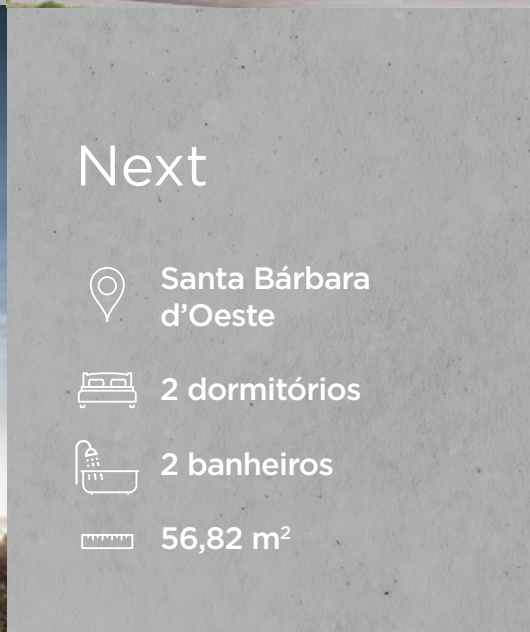 Next
Santa Bárbara
d’Oeste
2 dormitórios
2 banheiros
56,82 m²